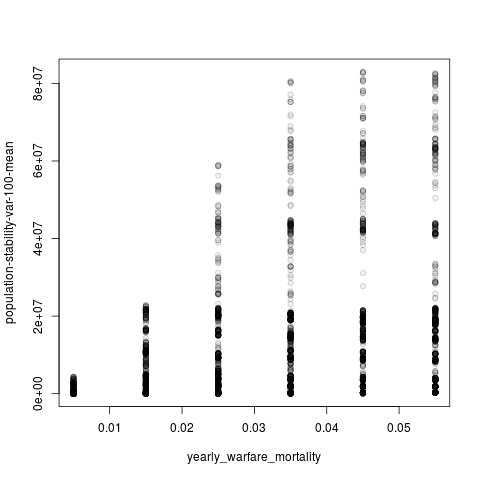 population-stability-var-100-mean
8e+07
6e+07
4e+07
2e+07
0e+00
0.01 0.02 0.03 0.04 0.05
yearly_warfare_mortality